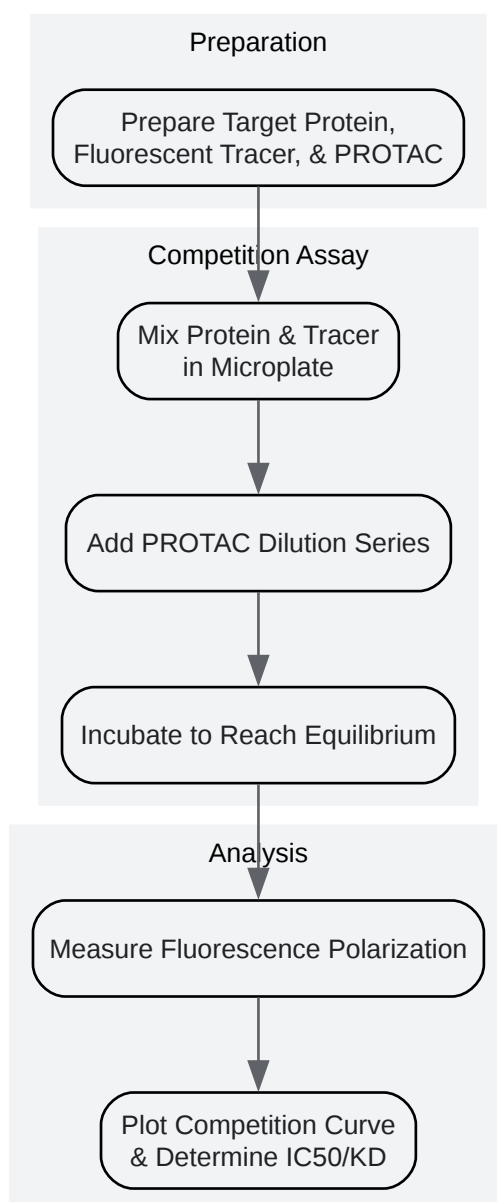 Preparation
Prepare Target Protein,
Fluorescent Tracer, & PROTAC
Competition Assay
Mix Protein & Tracer
in Microplate
Add PROTAC Dilution Series
Incubate to Reach Equilibrium
Analysis
Measure Fluorescence Polarization
Plot Competition Curve
& Determine IC50/KD